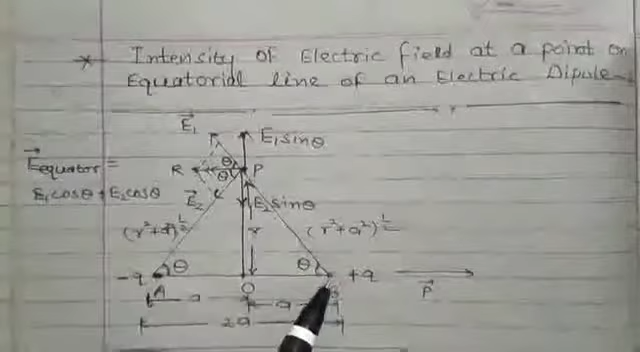 * Intensity of Electric field at a point on
Equatorial line of an Electric Dipole
E₁
E₁sinθ
E equator =
R
θ
θ
P
E₁cosθ + E₂cosθ
E₂
E₂sinθ
(r²+a²)^½
r
(r²+a²)^½
-q
θ
θ
+q
A
O
B
P
a
a
2a